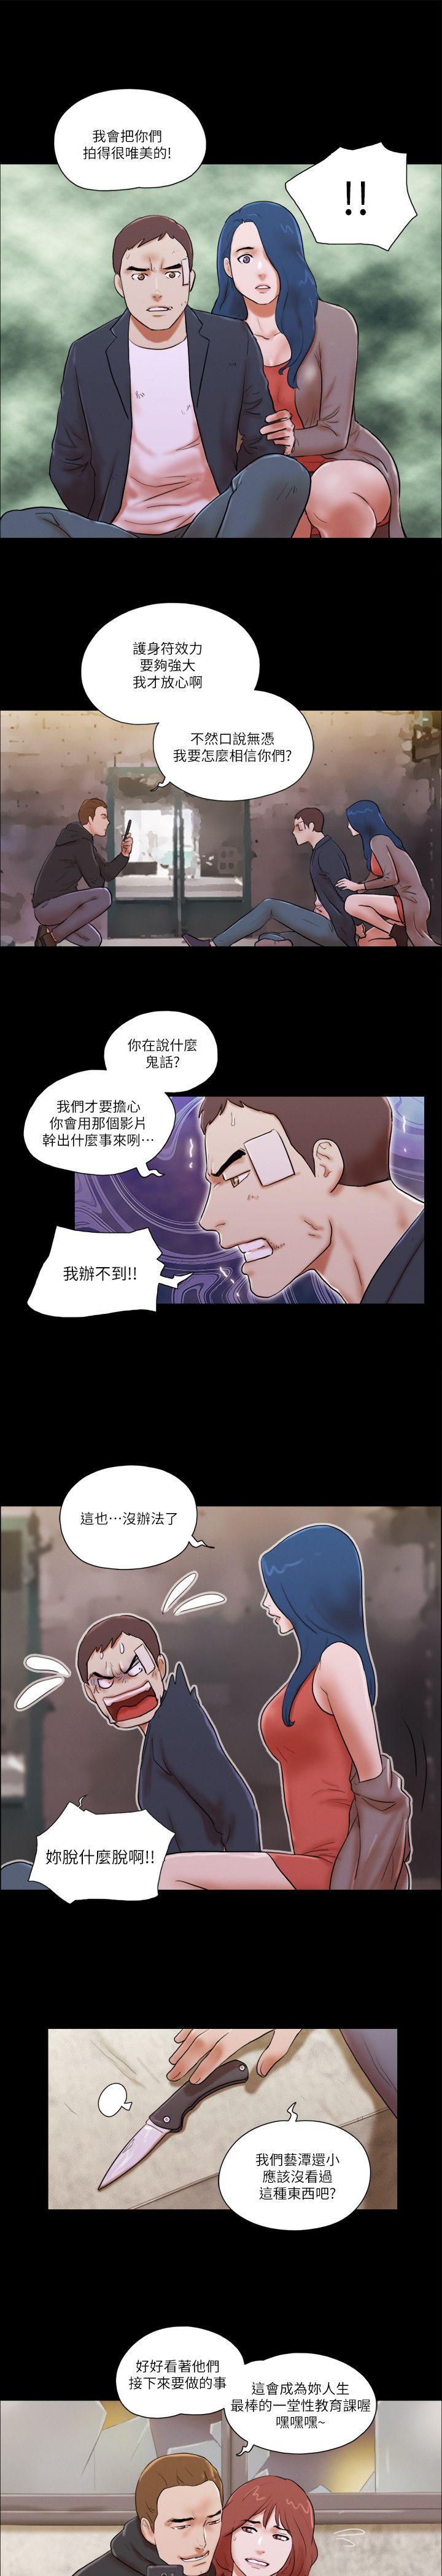 我會把你們
拍得很唯美的!
!!
護身符效力
要夠強大
我才放心啊
不然口說無憑
我要怎麼相信你們?
你在說什麼
鬼話?
我們才要擔心
你會用那個影片
幹出什麼事來咧…
我辦不到!!
這也…沒辦法了
妳脫什麼脫啊!!
我們藝潭還小
應該沒看過
這種東西吧?
好好看著他們
接下來要做的事
這會成為妳人生
最棒的一堂性教育課喔
嘿嘿嘿~